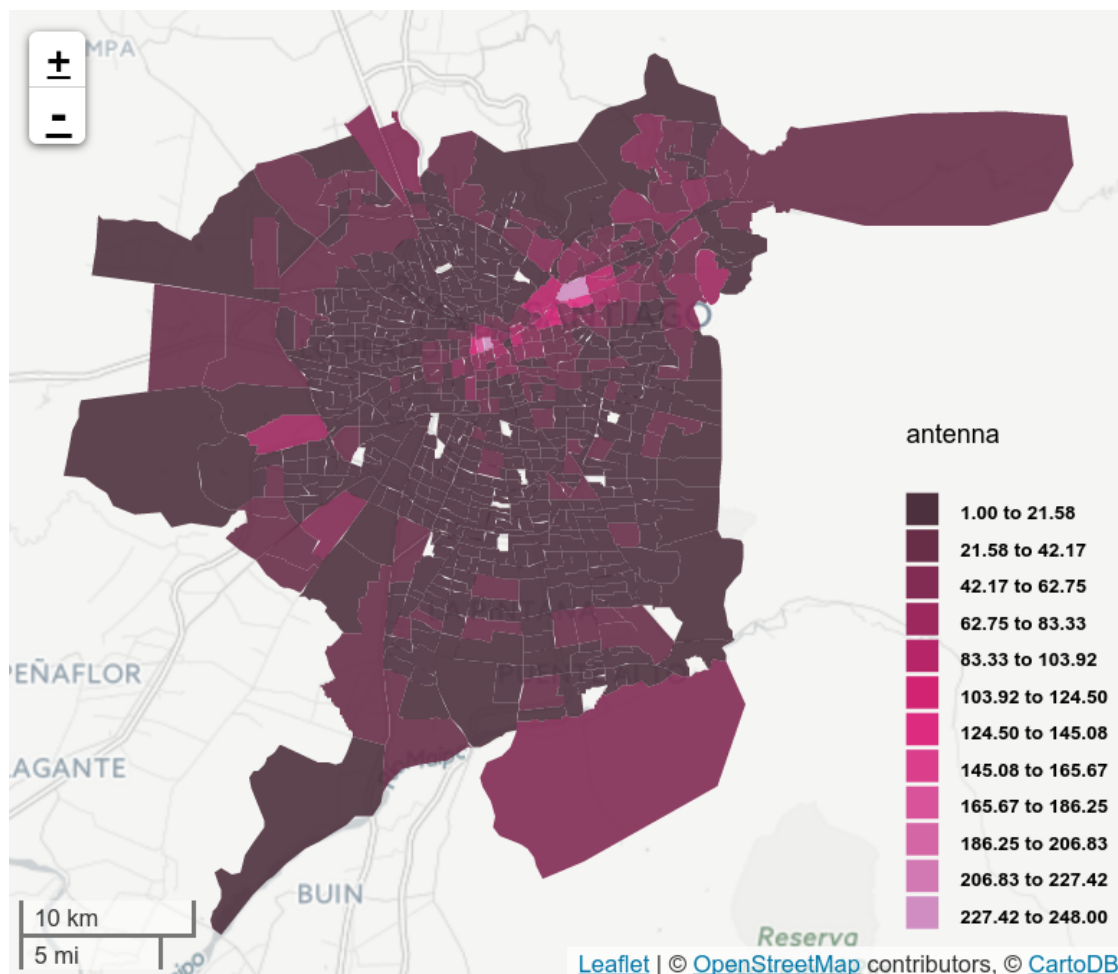 +
-
MPA
NTIAGO
PEÑAFLOR
LAGANTE
BUIN
antenna
1.00 to 21.58
21.58 to 42.17
42.17 to 62.75
62.75 to 83.33
83.33 to 103.92
103.92 to 124.50
124.50 to 145.08
145.08 to 165.67
165.67 to 186.25
186.25 to 206.83
206.83 to 227.42
227.42 to 248.00
10 km
5 mi
Reserva
Leaflet | © OpenStreetMap contributors, © CartoDB